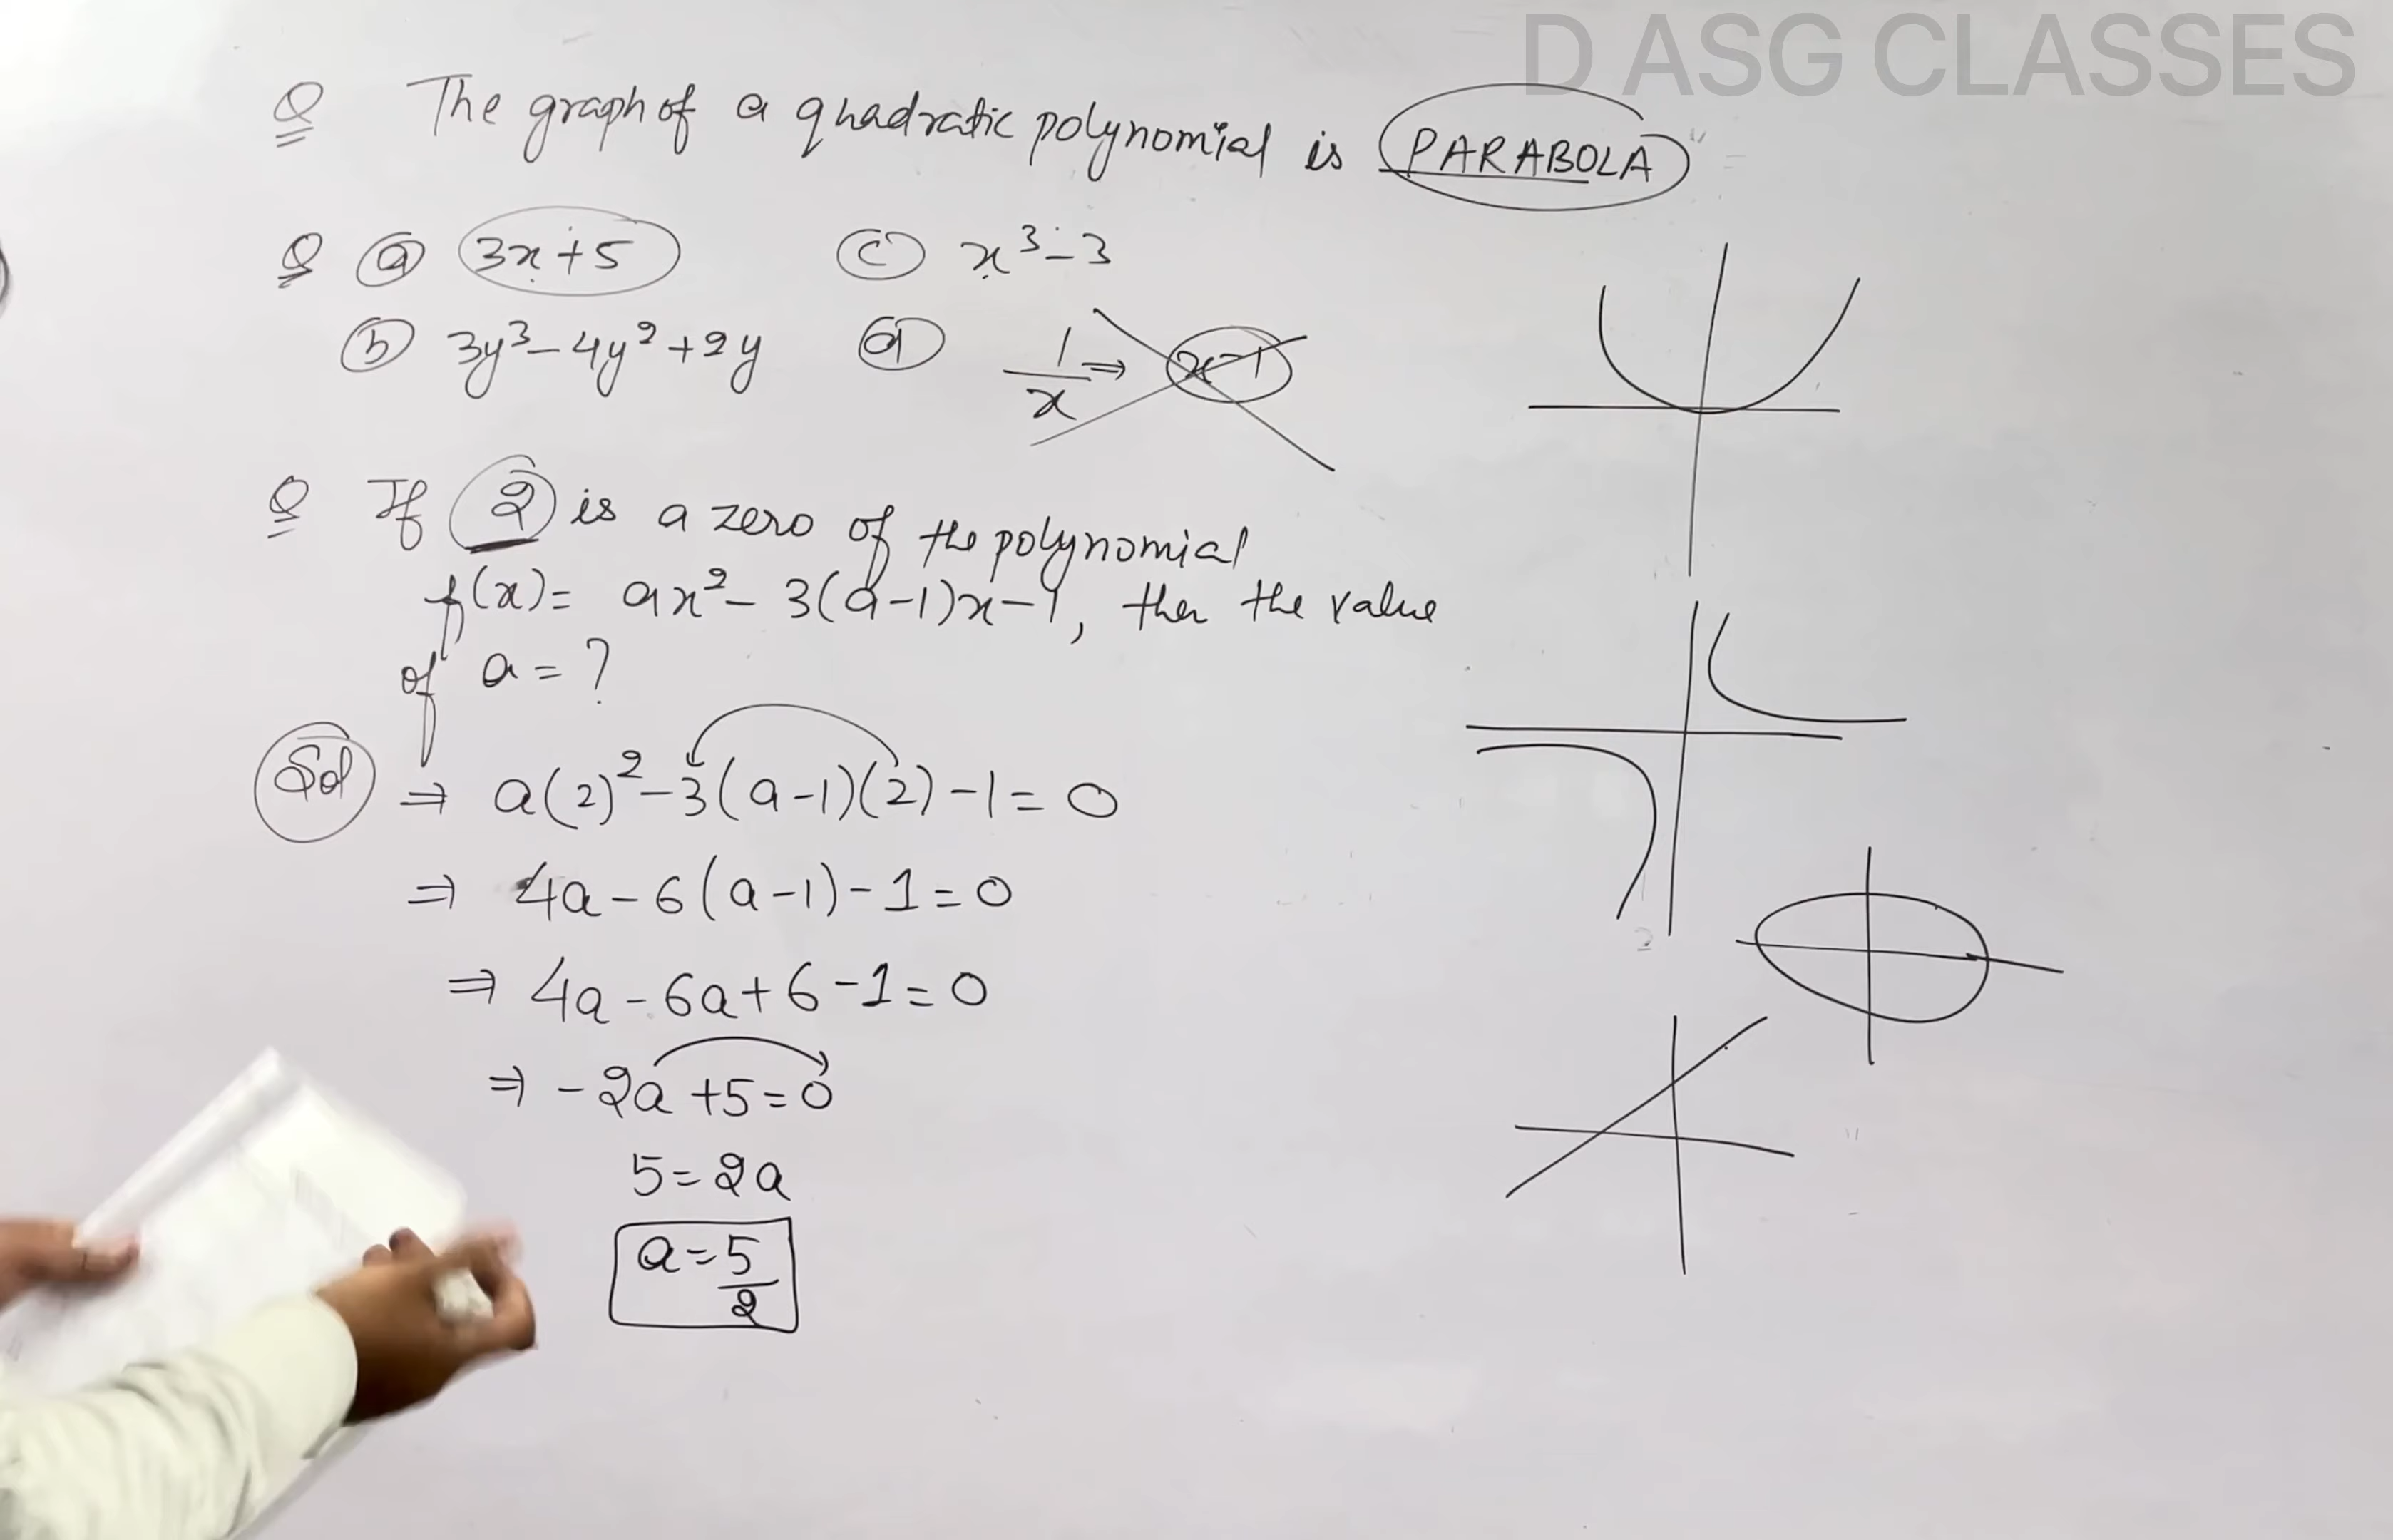 D ASG CLASSES
Q The graph of a quadratic polynomial is PARABOLA
Q (a) 3x+5 (c) x³-3
(b) 3y³-4y²+2y (d) 1/x ⇒ x-1
Q If 2 is a zero of the polynomial
f(x)= ax²-3(a-1)x-1, then the value
of a=?
Sol ⇒ a(2)²-3(a-1)(2)-1=0
⇒ 4a-6(a-1)-1=0
⇒ 4a-6a+6-1=0
⇒ -2a+5=0
5=2a
a=5/2